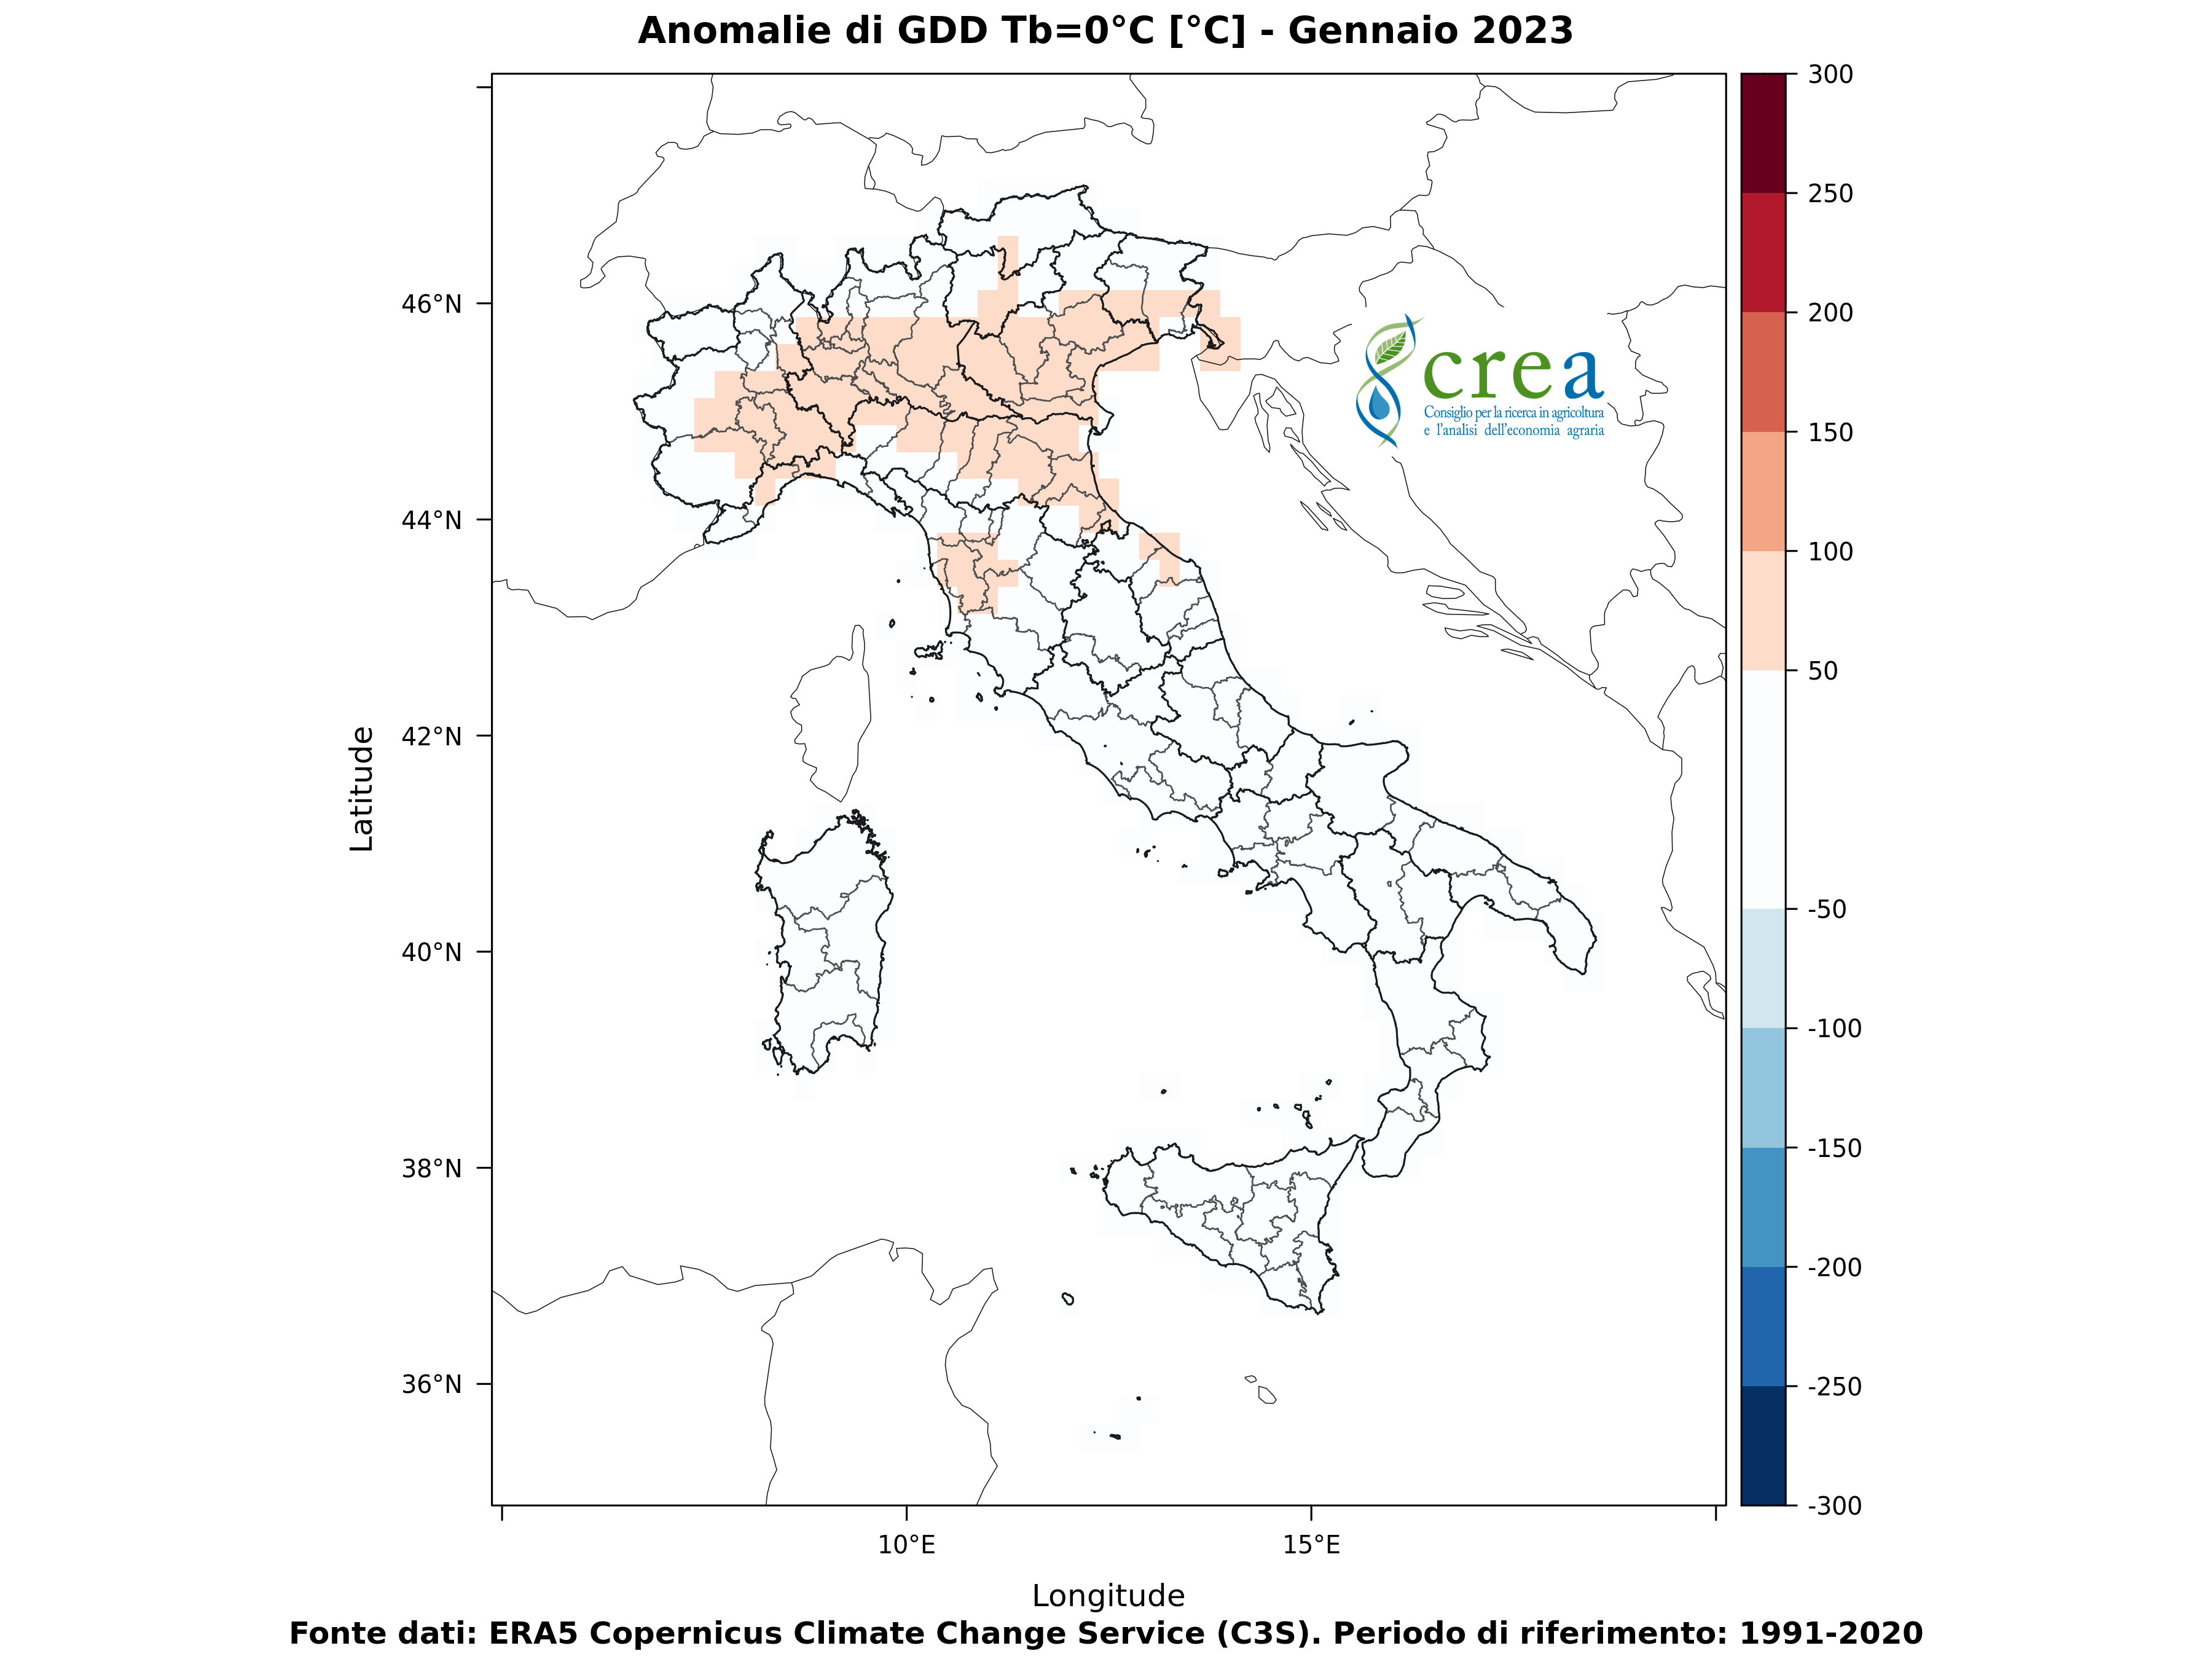 Anomalie di GDD Tb=0°C [°C] - Gennaio 2023
300
250
200
150
100
50
-50
-100
-150
-200
-250
-300
46°N
44°N
42°N
40°N
38°N
36°N
Latitude
crea
Consiglio per la ricerca in agricoltura
e l'analisi dell'economia agraria
10°E
15°E
Longitude
Fonte dati: ERA5 Copernicus Climate Change Service (C3S). Periodo di riferimento: 1991-2020